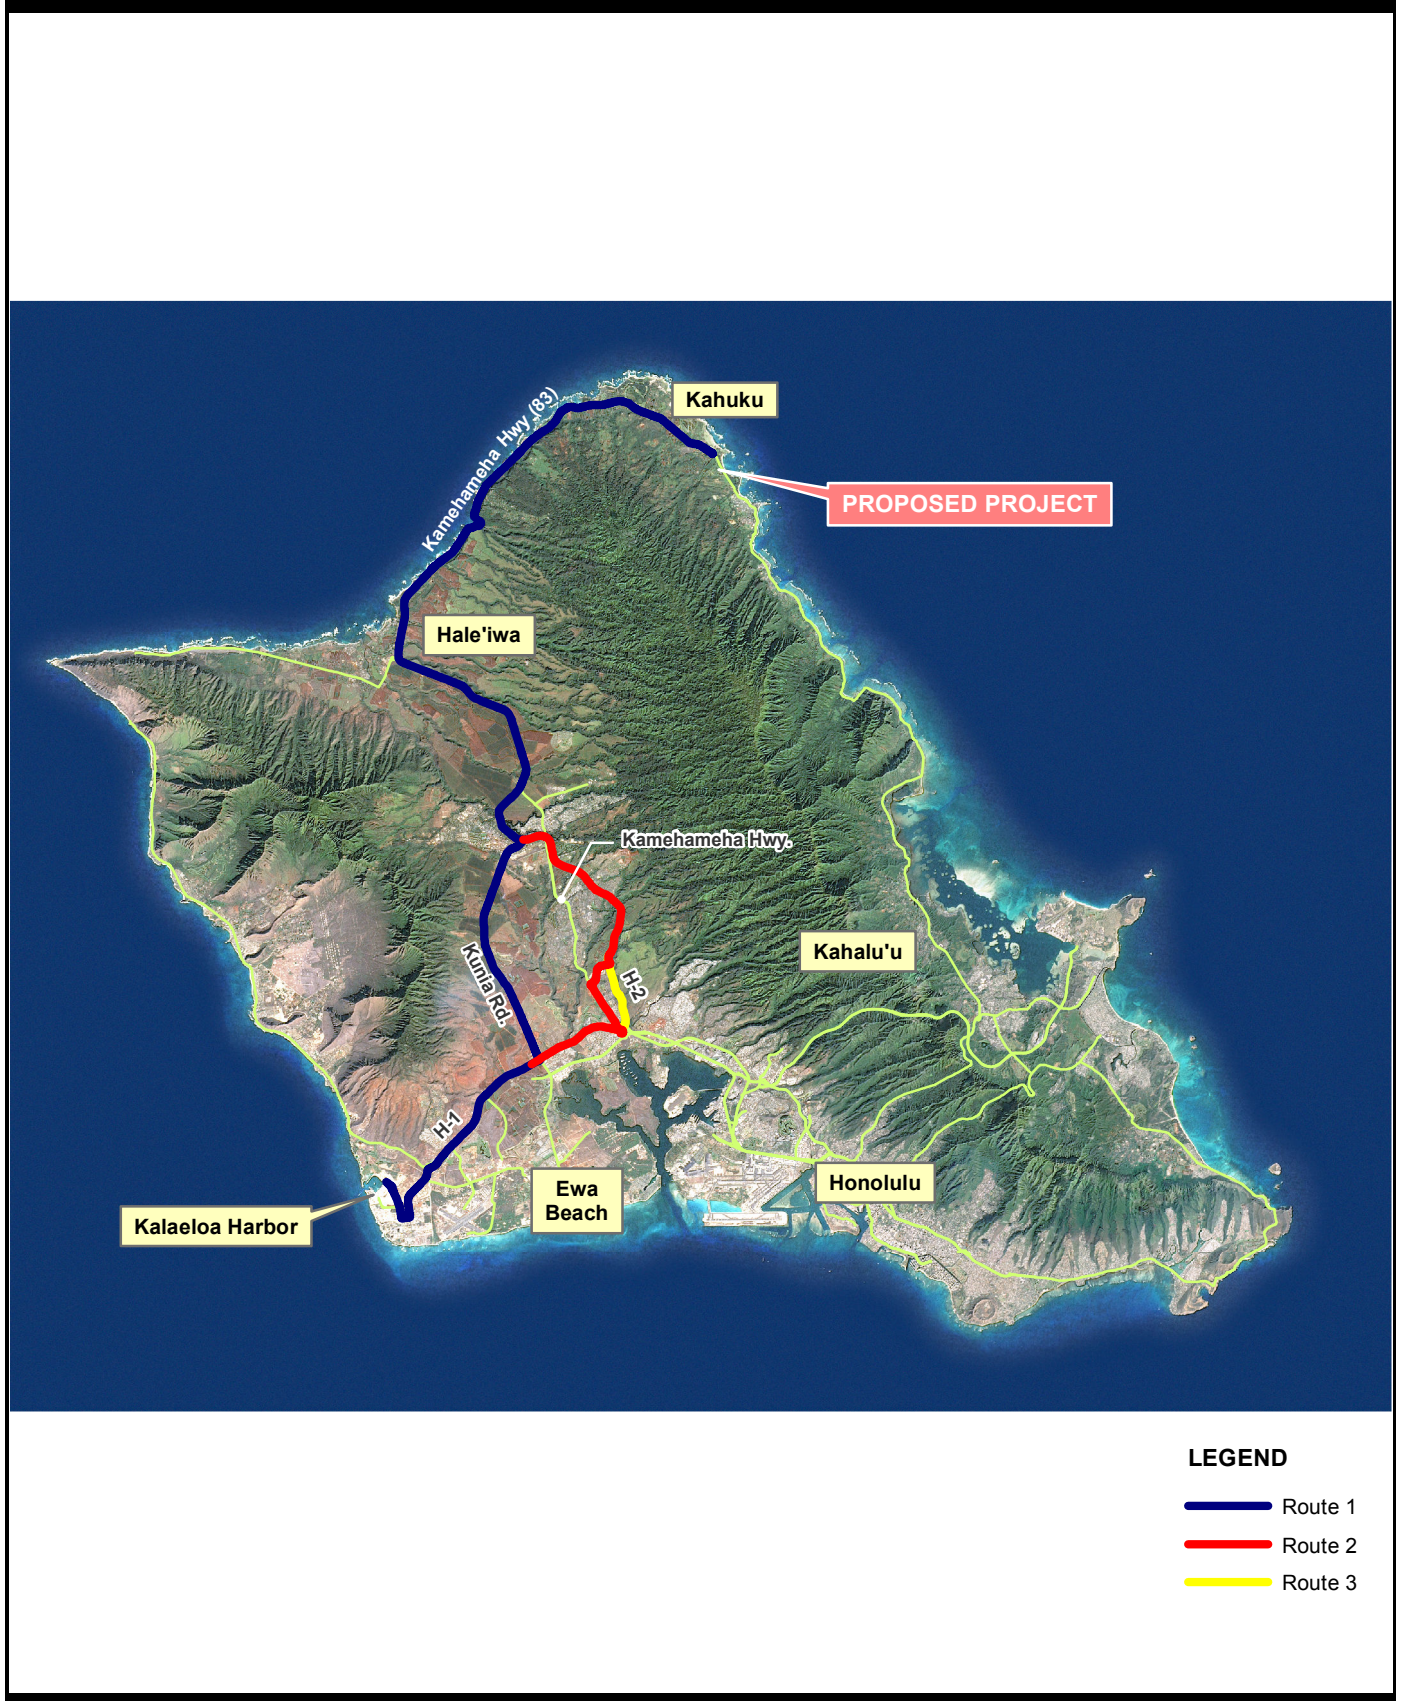 Kahuku
Kamehameha Hwy (83)
PROPOSED PROJECT
Hale'iwa
Kamehameha Hwy.
Kahalu'u
Kunia Rd.
H-2
H-1
Ewa
Beach
Honolulu
Kalaeloa Harbor
LEGEND
Route 1
Route 2
Route 3